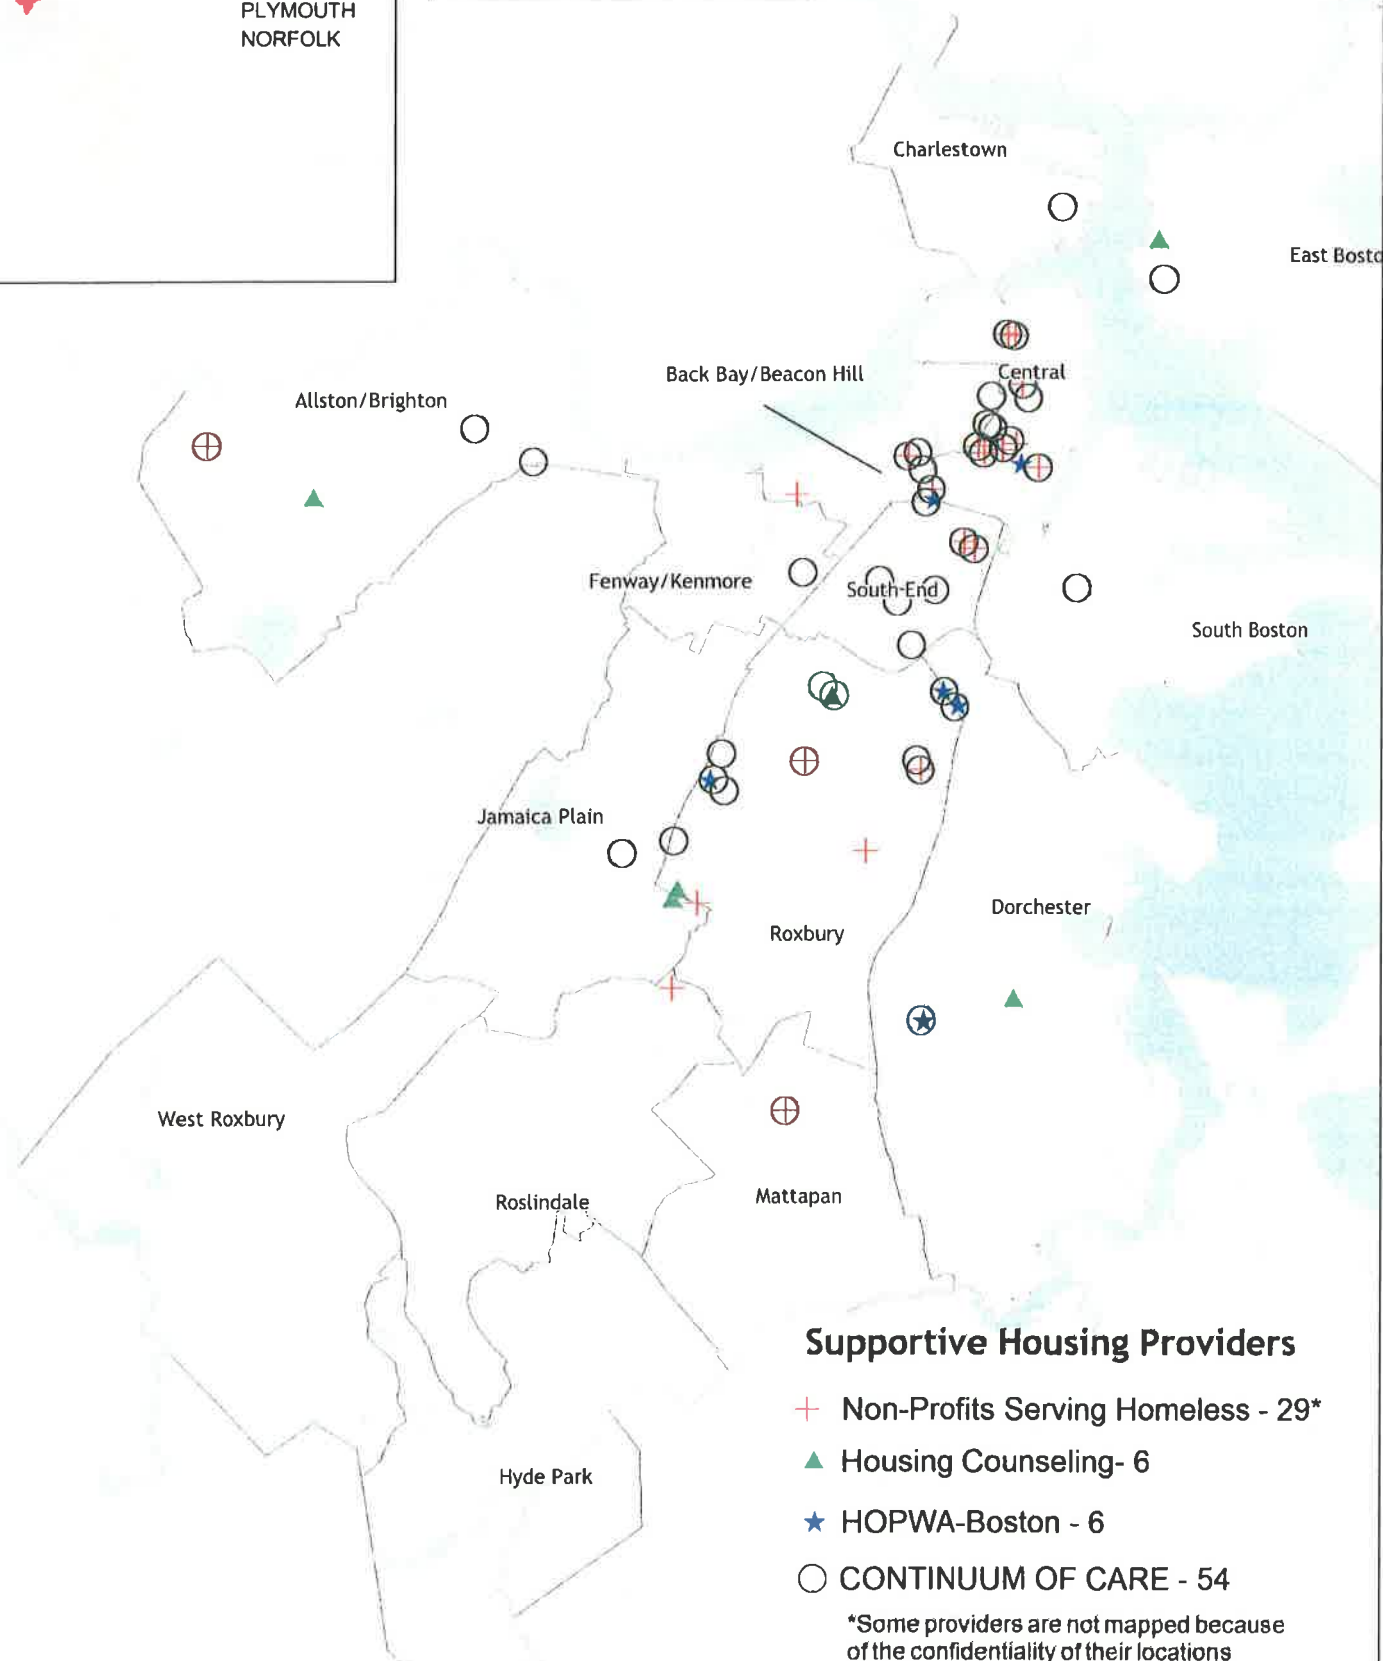 PLYMOUTH
NORFOLK
Charlestown
Back Bay/Beacon Hill
Central
Allston/Brighton
Fenway/Kenmore
South-End
South Boston
Jamaica Plain
Dorchester
Roxbury
West Roxbury
Roslindale
Mattapan
Hyde Park
Supportive Housing Providers
Non-Profits Serving Homeless - 29*
Housing Counseling- 6
HOPWA-Boston - 6
CONTINUUM OF CARE - 54
*Some providers are not mapped because
of the confidentiality of their locations